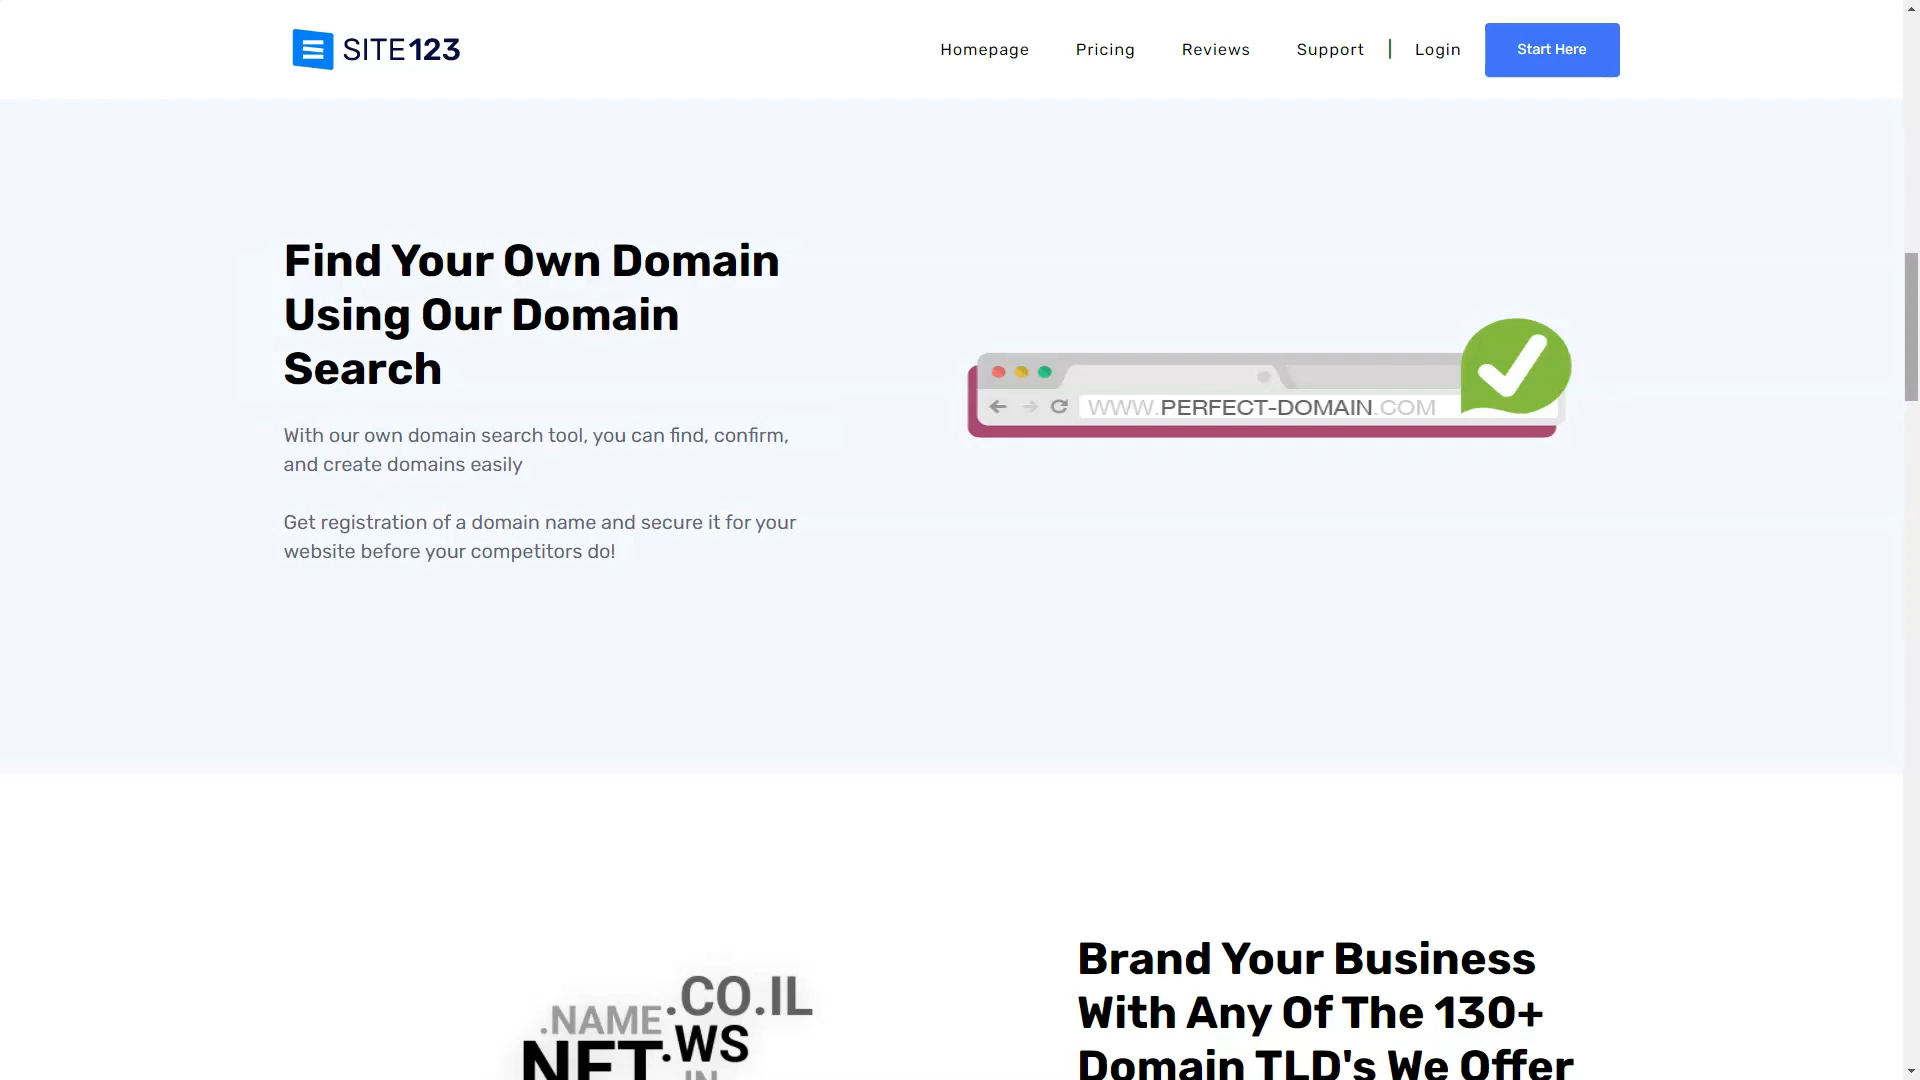 SITE123
Homepage
Pricing
Reviews
Support
Login
Start Here
Find Your Own Domain
Using Our Domain
Search
With our own domain search tool, you can find, confirm,
and create domains easily
Get registration of a domain name and secure it for your
website before your competitors do!
WWW.PERFECT-DOMAIN.COM
.CO.IL
.NAME
.WS
NET
.IN
Brand Your Business
With Any Of The 130+
Domain TLD's We Offer